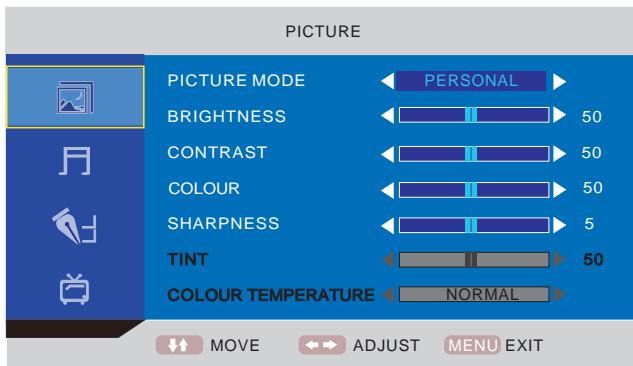 PICTURE
PICTURE MODE PERSONAL
BRIGHTNESS 50
CONTRAST 50
COLOUR 50
SHARPNESS 5
TINT 50
COLOUR TEMPERATURE NORMAL
MOVE ADJUST MENU EXIT